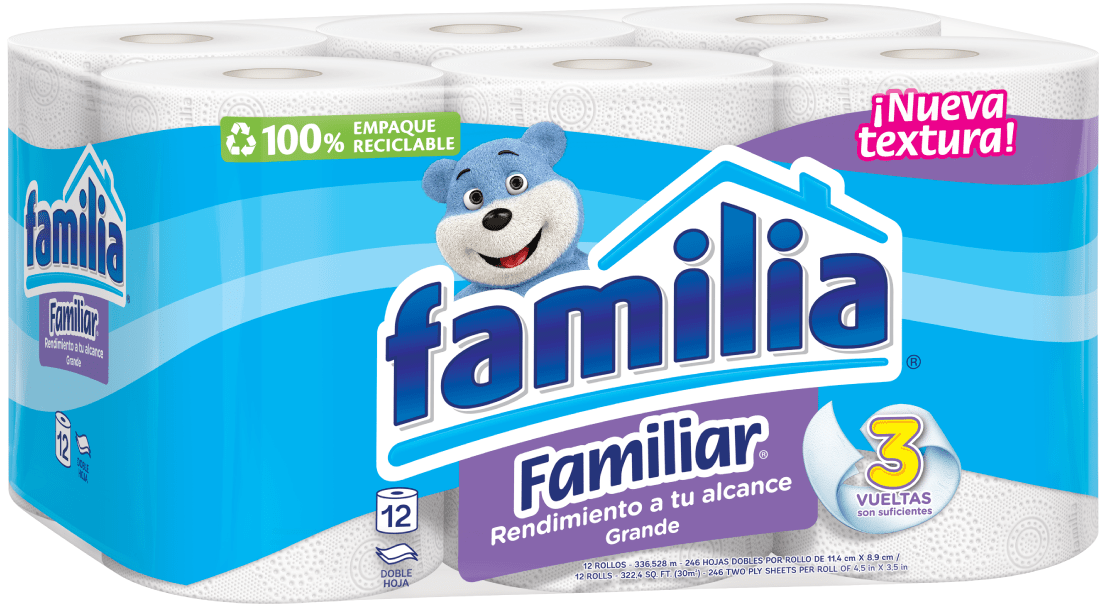 100% EMPAQUE
RECICLABLE
¡Nueva
textura!
familia
Familiar
Rendimiento a tu alcance
Grande
12
DOBLE
HOJA
familia®
Familiar®
Rendimiento a tu alcance
Grande
3
VUELTAS
son suficientes
12
DOBLE
HOJA
12 ROLLOS - 336.528 m - 246 HOJAS DOBLES POR ROLLO DE 11.4 cm X 8.9 cm /
12 ROLLS - 322.4 SQ. FT. (30m²) - 246 TWO PLY SHEETS PER ROLL OF 4.5 in X 3.5 in